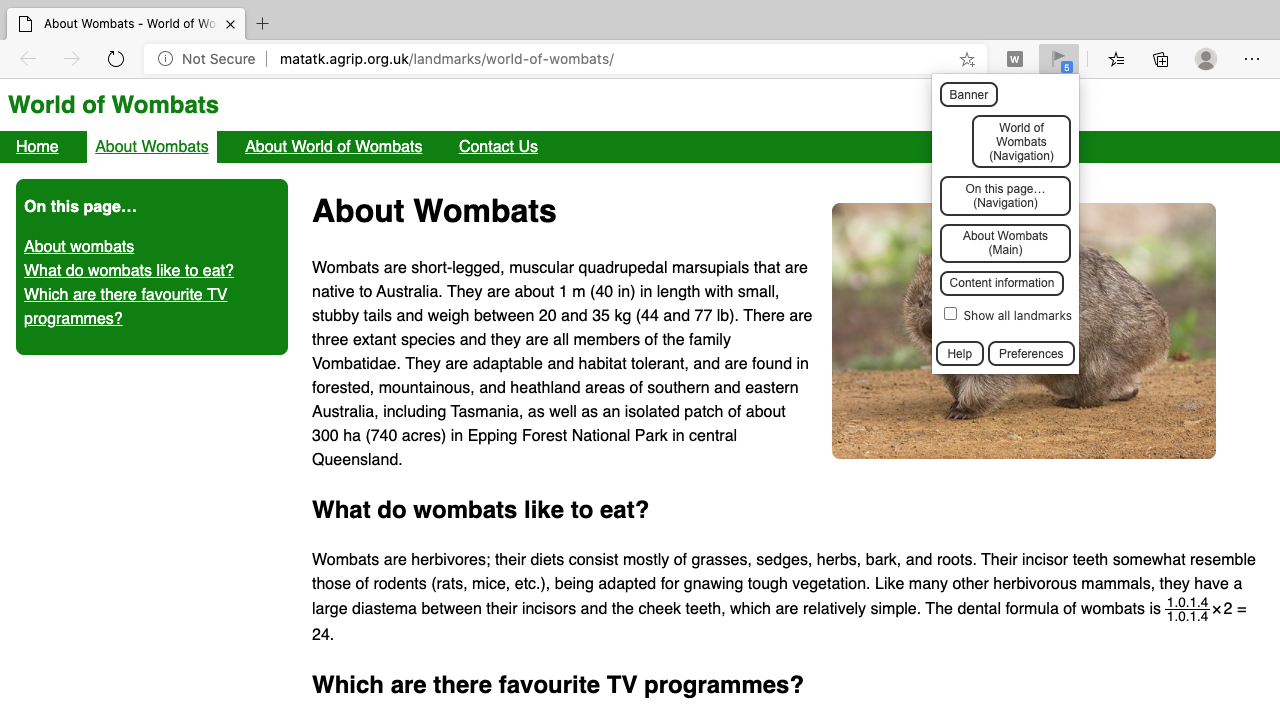 About Wombats - World of Wo
Not Secure
matatk.agrip.org.uk/landmarks/world-of-wombats/
W
5
World of Wombats
Home
About Wombats
About World of Wombats
Contact Us
Banner
World of
Wombats
(Navigation)
On this page…
(Navigation)
About Wombats
(Main)
Content information
Show all landmarks
Help
Preferences
On this page…
About wombats
What do wombats like to eat?
Which are there favourite TV
programmes?
About Wombats
Wombats are short-legged, muscular quadrupedal marsupials that are
native to Australia. They are about 1 m (40 in) in length with small,
stubby tails and weigh between 20 and 35 kg (44 and 77 lb). There are
three extant species and they are all members of the family
Vombatidae. They are adaptable and habitat tolerant, and are found in
forested, mountainous, and heathland areas of southern and eastern
Australia, including Tasmania, as well as an isolated patch of about
300 ha (740 acres) in Epping Forest National Park in central
Queensland.
What do wombats like to eat?
Wombats are herbivores; their diets consist mostly of grasses, sedges, herbs, bark, and roots. Their incisor teeth somewhat resemble
those of rodents (rats, mice, etc.), being adapted for gnawing tough vegetation. Like many other herbivorous mammals, they have a
large diastema between their incisors and the cheek teeth, which are relatively simple. The dental formula of wombats is 1.0.1.4/1.0.1.4 × 2 =
24.
Which are there favourite TV programmes?